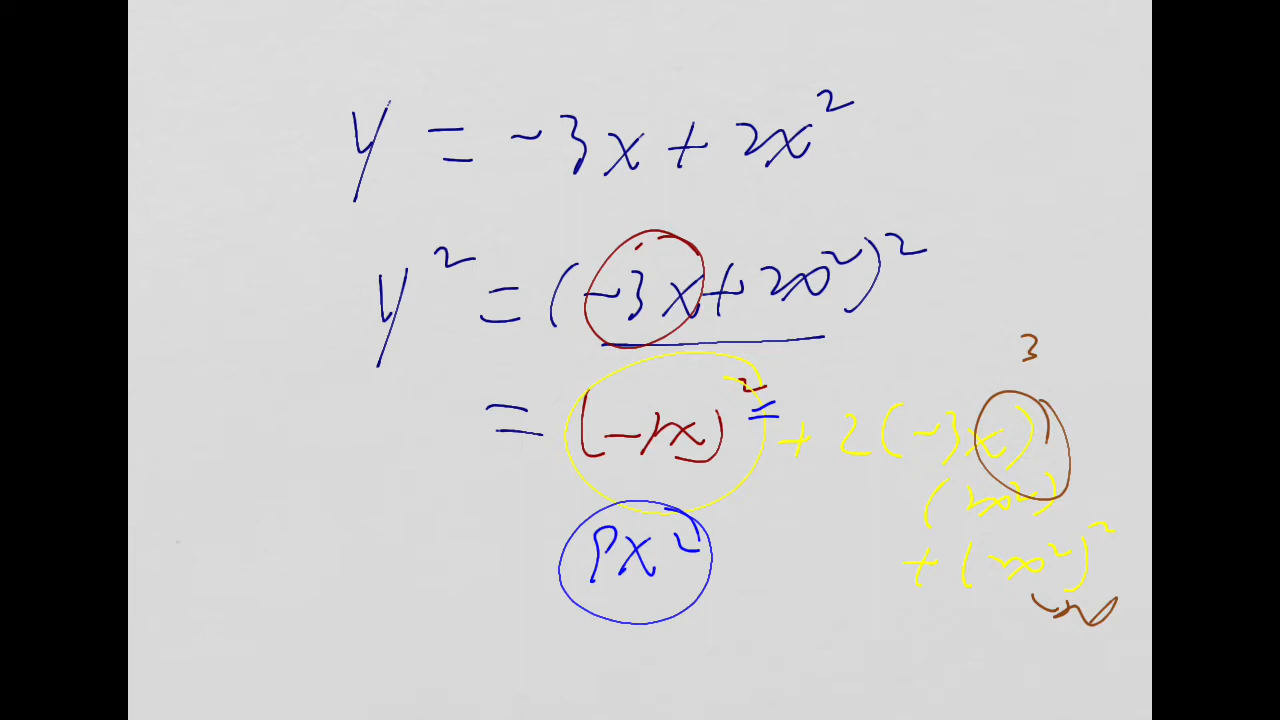 y = -3x + 2x²
y² = (-3x + 2x²)²
3
= (-3x)² + 2(-3x)
(2x²)
9x² + (2x²)²